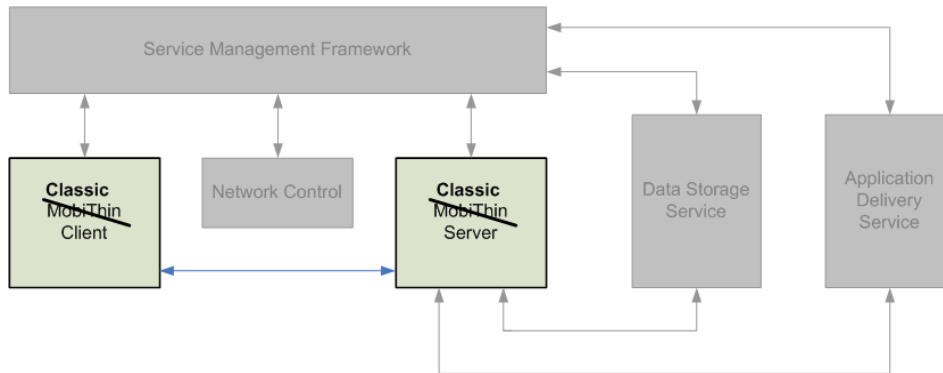 Service Management Framework
Classic
MobiThin
Client
Network Control
Classic
MobiThin
Server
Data Storage
Service
Application
Delivery
Service